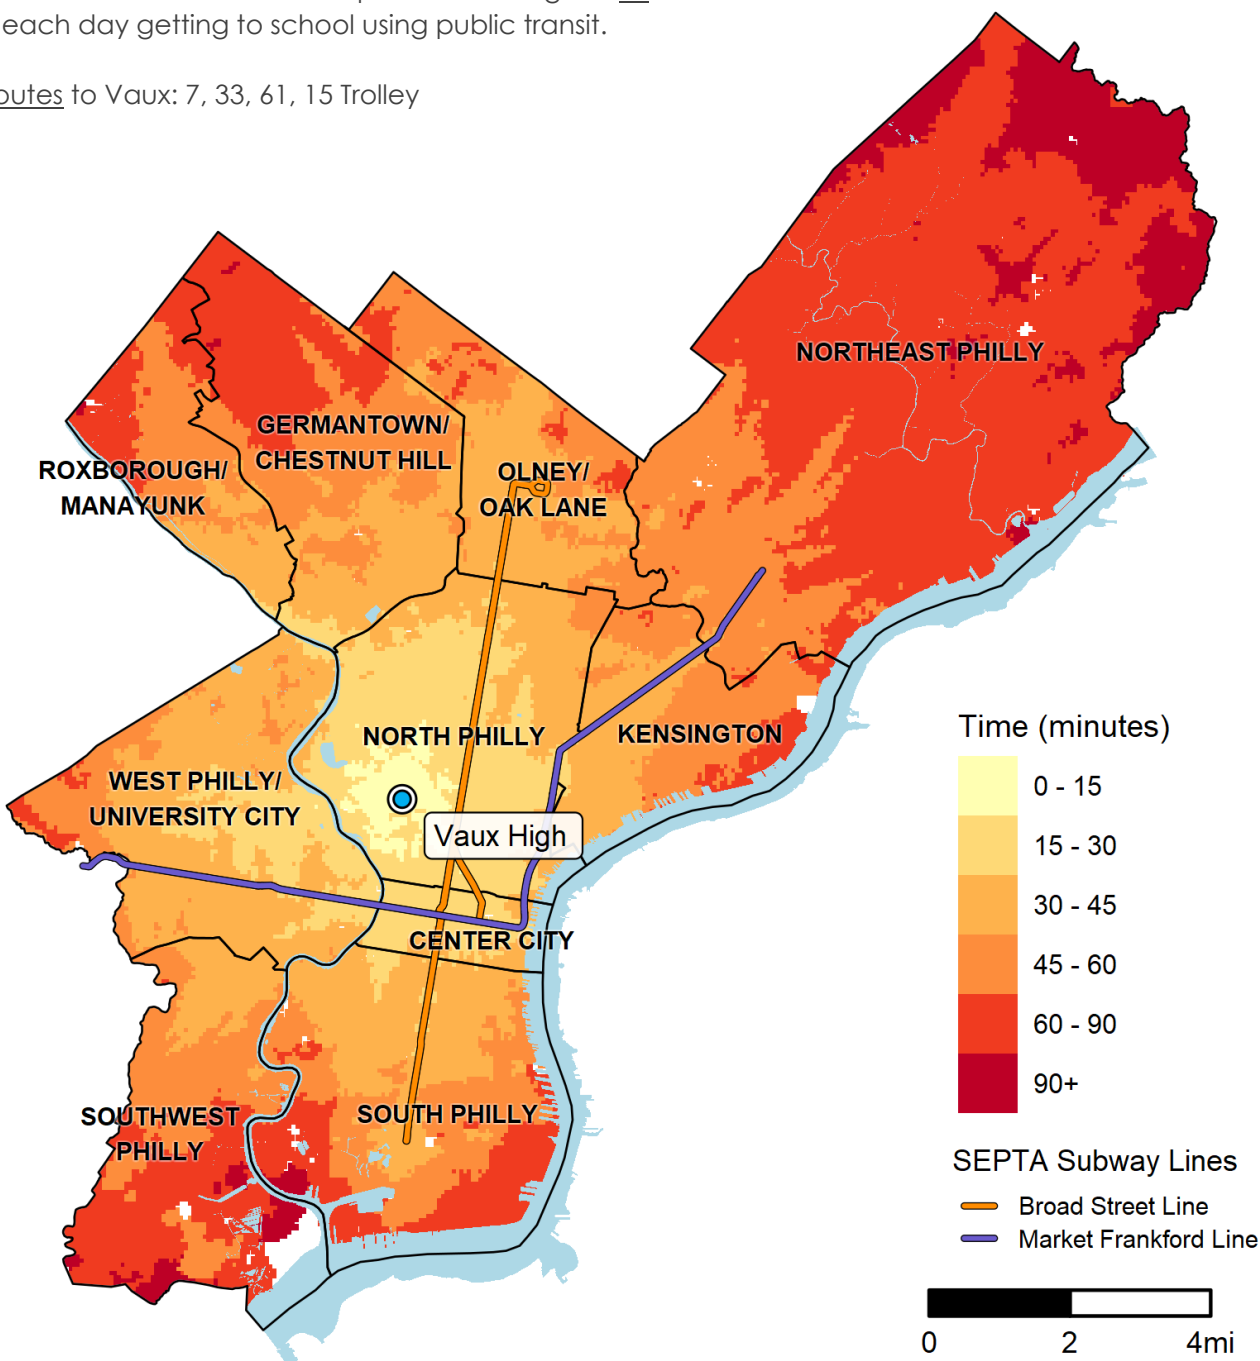 each day getting to school using public transit.
outes to Vaux: 7, 33, 61, 15 Trolley
NORTHEAST PHILLY
GERMANTOWN/
CHESTNUT HILL
ROXBOROUGH/
MANAYUNK
OLNEY/
OAK LANE
NORTH PHILLY
KENSINGTON
WEST PHILLY/
UNIVERSITY CITY
Vaux High
CENTER CITY
SOUTHWEST
PHILLY
SOUTH PHILLY
Time (minutes)
0 - 15
15 - 30
30 - 45
45 - 60
60 - 90
90+
SEPTA Subway Lines
Broad Street Line
Market Frankford Line
0 2 4mi